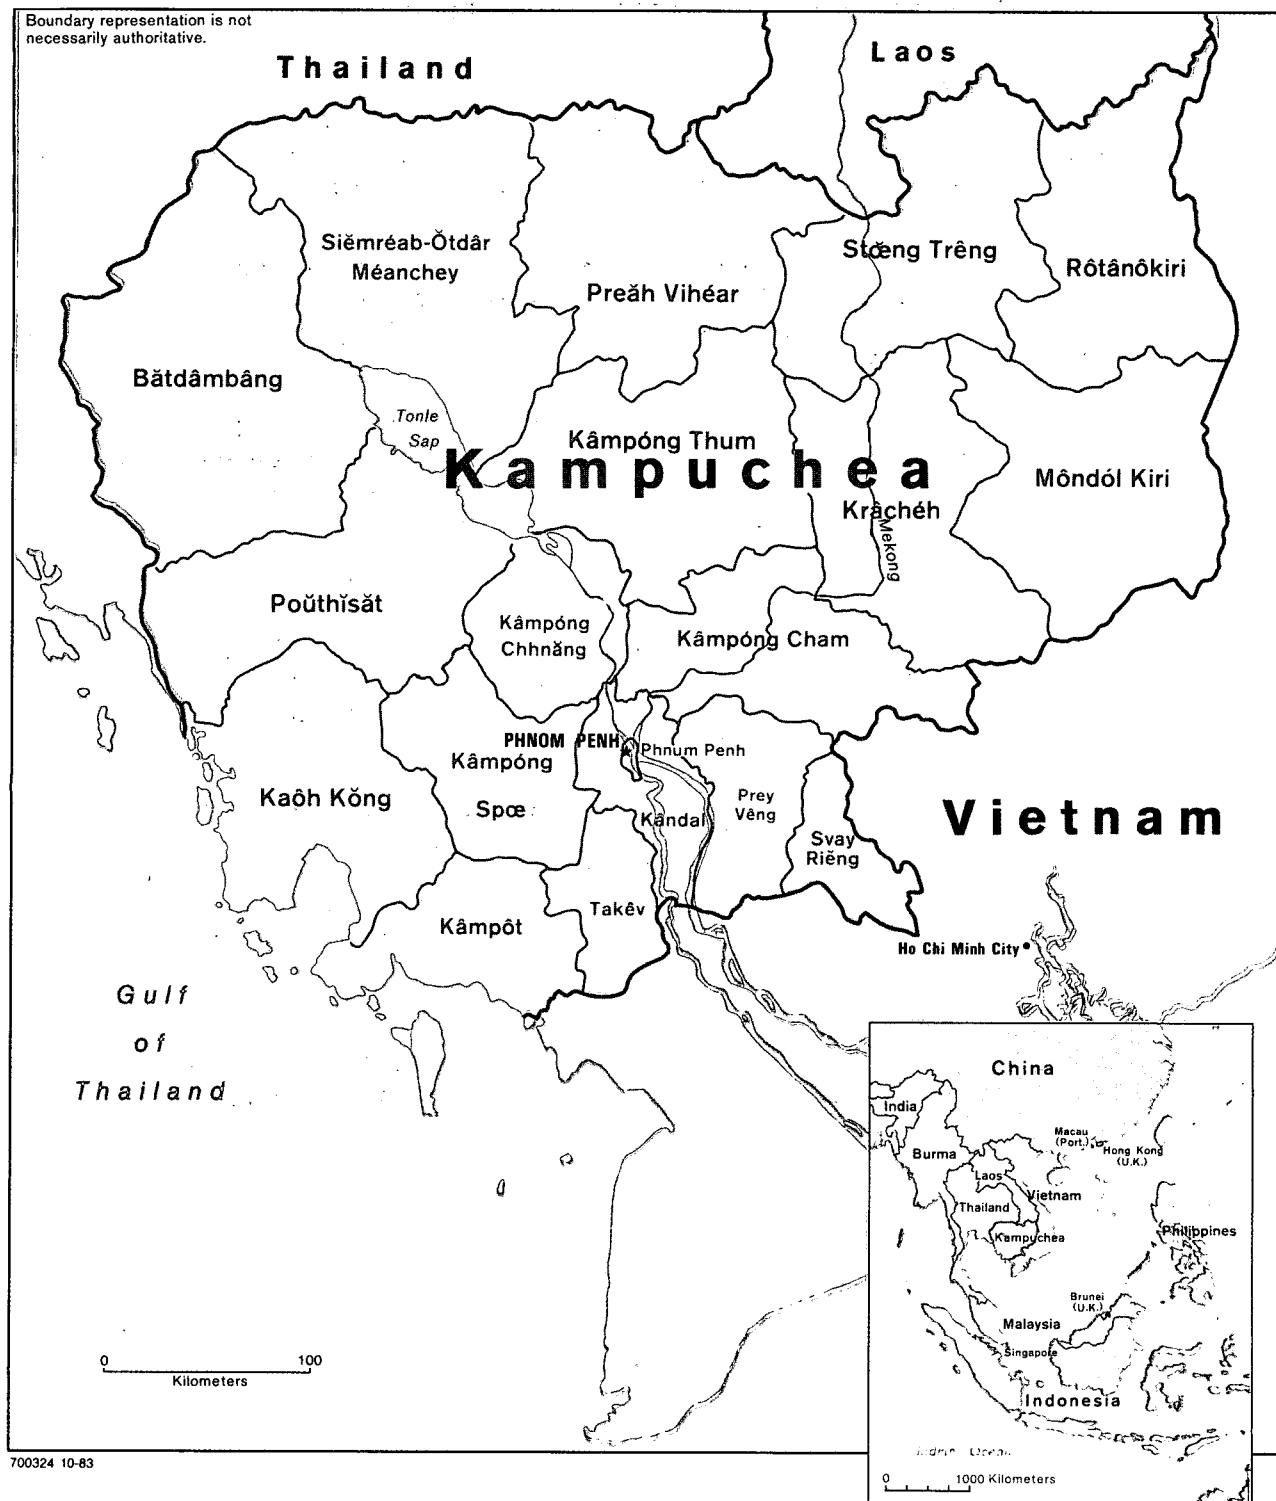 Boundary representation is not
necessarily authoritative.
Thailand
Laos
Siĕmréab-Ŏtdâr
Méanchey
Preăh Vihéar
Stœ̆ng Trêng
Rôtânôkiri
Bătdâmbâng
Tonle
Sap
Kâmpóng Thum
Kampuchea
Môndól Kiri
Krâchéh
Mekong
Poŭthĭsăt
Kâmpóng
Chhnăng
Kâmpóng Cham
PHNOM PENH
Phnum Penh
Kâmpóng
Spœ
Kaôh Kŏng
Kândal
Prey
Vêng
Svay
Riĕng
Vietnam
Takêv
Kâmpôt
Ho Chi Minh City
Gulf
of
Thailand
China
India
Macau
(Port.)
Hong Kong
(U.K.)
Burma
Laos
Vietnam
Thailand
Kampuchea
Philippines
Brunei
(U.K.)
Malaysia
Singapore
Indonesia
Indian Ocean
0 1000 Kilometers
0 100
Kilometers
700324 10-83